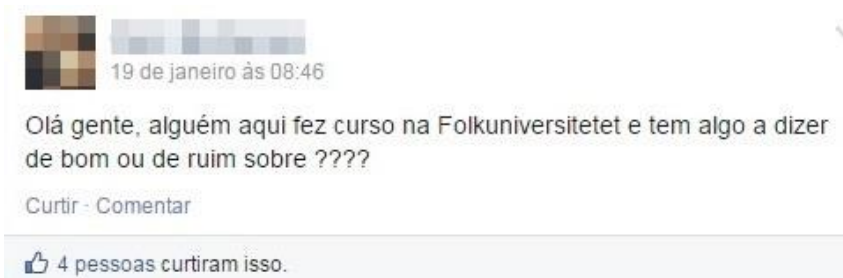 19 de janeiro às 08:46
Olá gente, alguém aqui fez curso na Folkuniversitetet e tem algo a dizer
de bom ou de ruim sobre ????
Curtir · Comentar
4 pessoas curtiram isso.